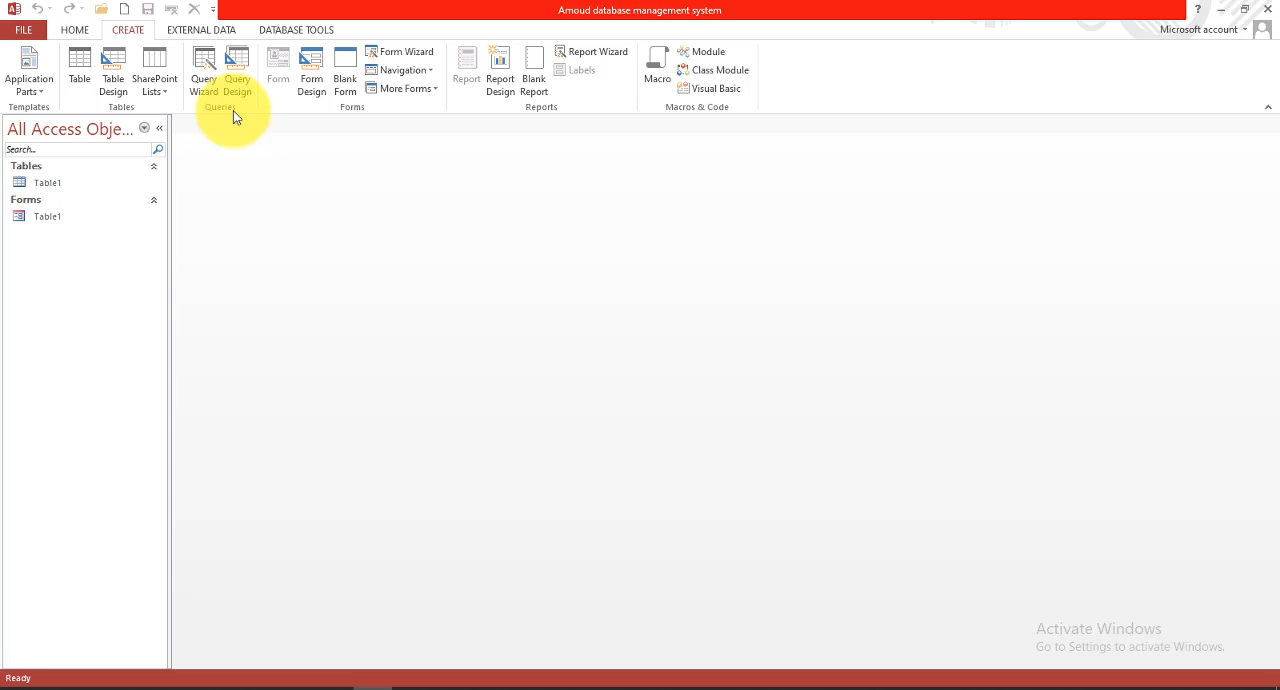 Amoud database management system
?
FILE HOME CREATE EXTERNAL DATA DATABASE TOOLS Microsoft account
Application Parts
Templates
Table
Table Design
SharePoint Lists
Tables
Query Wizard
Query Design
Queries
Form
Form Design
Blank Form
Form Wizard
Navigation
More Forms
Forms
Report
Report Design
Blank Report
Report Wizard
Labels
Reports
Macro
Module
Class Module
Visual Basic
Macros & Code
All Access Obje... «
Search...
Tables
Table1
Forms
Table1
Activate Windows
Go to Settings to activate Windows.
Ready